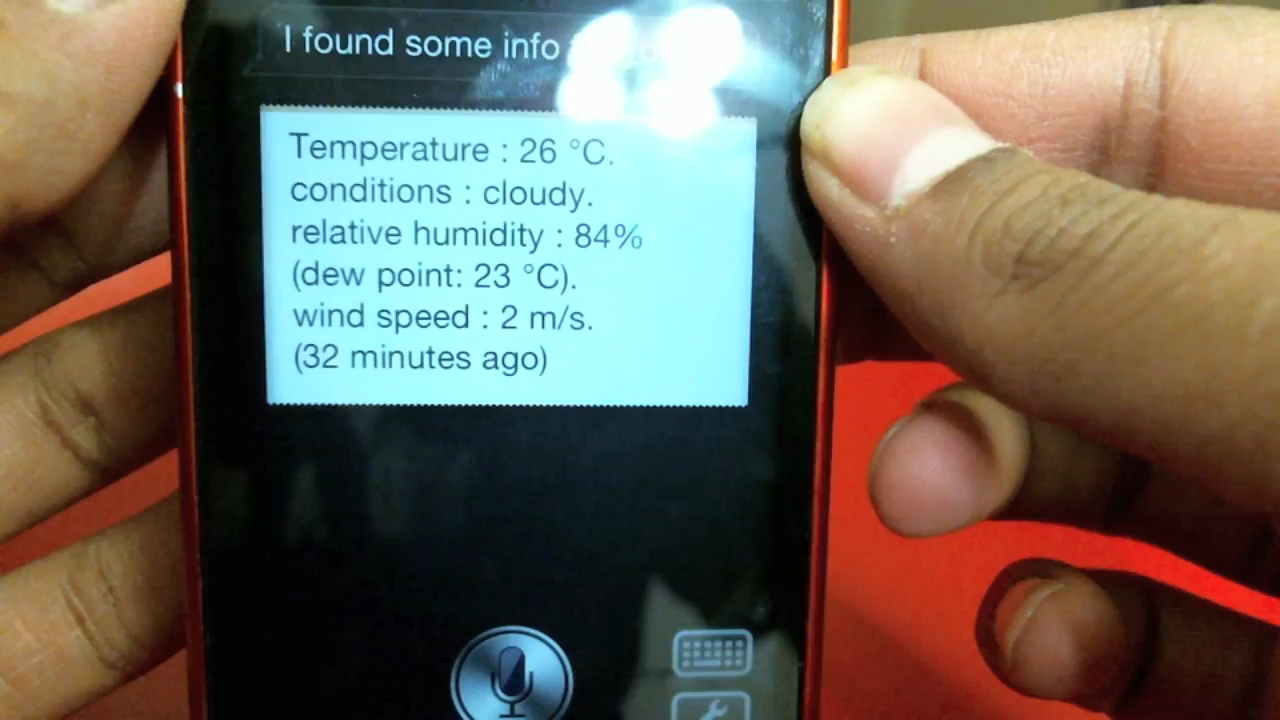 I found some info
Temperature : 26 °C.
conditions : cloudy.
relative humidity : 84%
(dew point: 23 °C).
wind speed : 2 m/s.
(32 minutes ago)